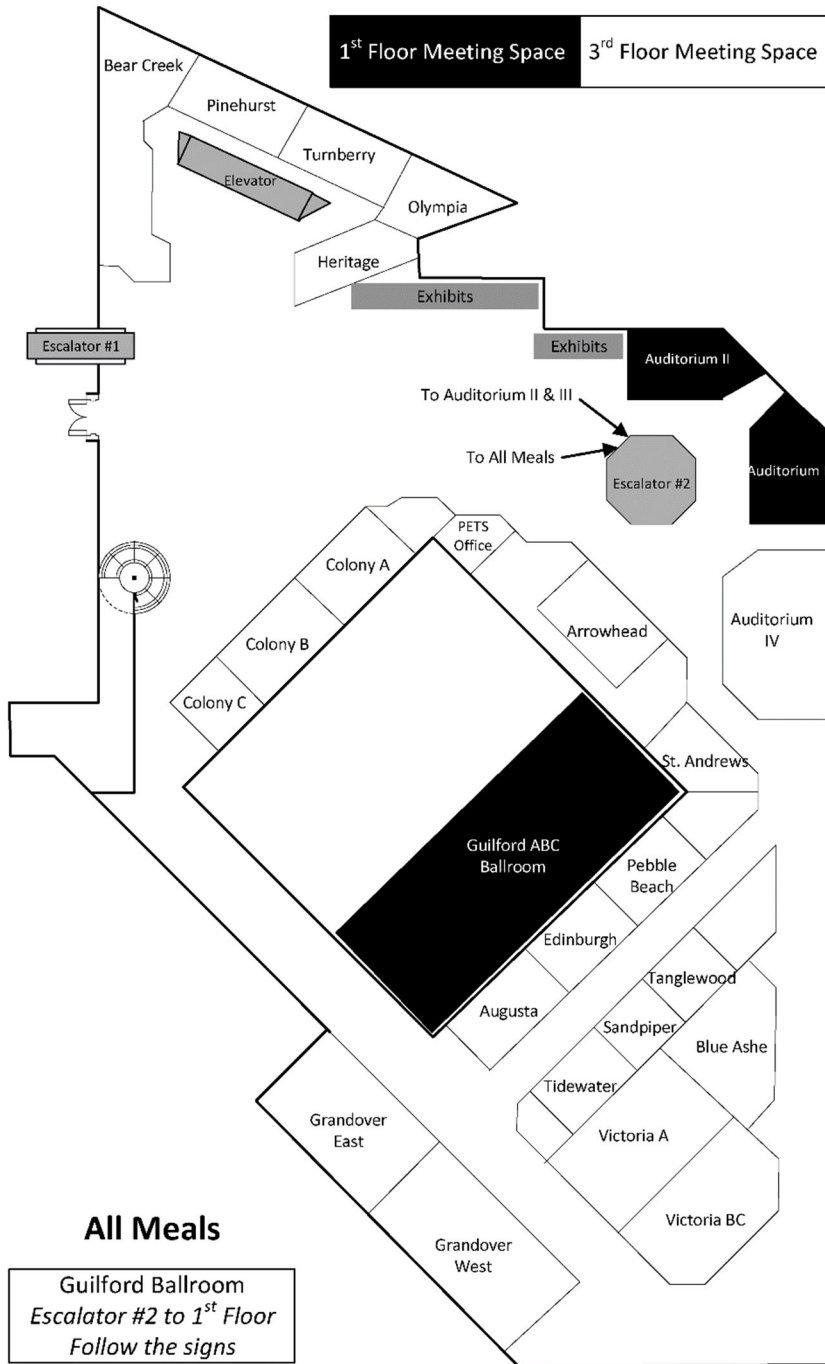 1st Floor Meeting Space
3rd Floor Meeting Space
Bear Creek
Pinehurst
Turnberry
Elevator
Olympia
Heritage
Exhibits
Escalator #1
Exhibits
Auditorium II
To Auditorium II & III
To All Meals
Escalator #2
Auditorium
PETS
Office
Colony A
Colony B
Colony C
Arrowhead
Auditorium
IV
St. Andrews
Guilford ABC
Ballroom
Pebble
Beach
Edinburgh
Augusta
Tanglewood
Sandpiper
Blue Ashe
Tidewater
Grandover
East
Victoria A
Victoria BC
Grandover
West
All Meals
Guilford Ballroom
Escalator #2 to 1st Floor
Follow the signs